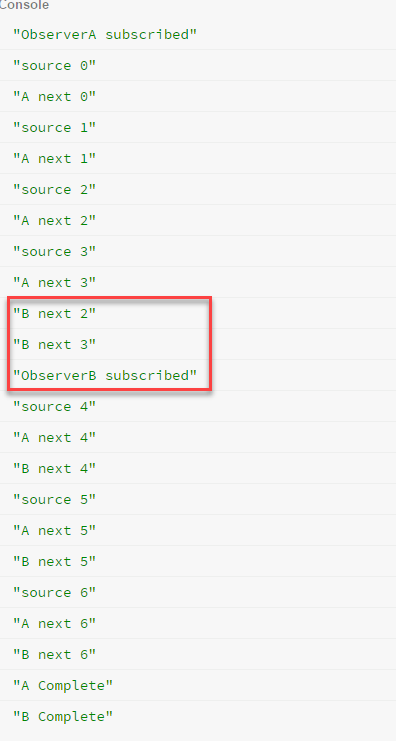 Console
"ObserverA subscribed"
"source 0"
"A next 0"
"source 1"
"A next 1"
"source 2"
"A next 2"
"source 3"
"A next 3"
"B next 2"
"B next 3"
"ObserverB subscribed"
"source 4"
"A next 4"
"B next 4"
"source 5"
"A next 5"
"B next 5"
"source 6"
"A next 6"
"B next 6"
"A Complete"
"B Complete"